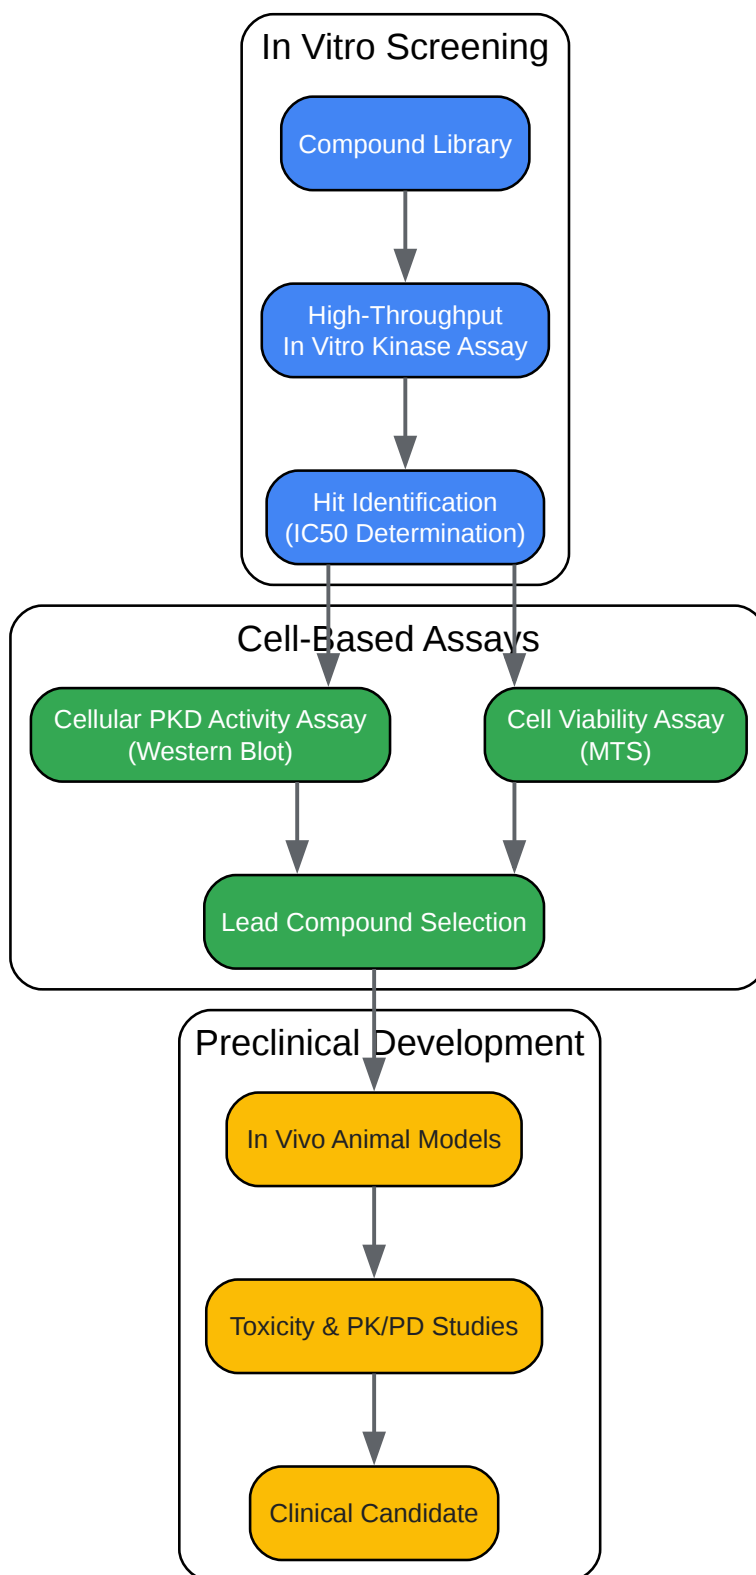 In Vitro Screening
Compound Library
High-Throughput
In Vitro Kinase Assay
Hit Identification
(IC50 Determination)
Cell-Based Assays
Cellular PKD Activity Assay
(Western Blot)
Cell Viability Assay
(MTS)
Lead Compound Selection
Preclinical Development
In Vivo Animal Models
Toxicity & PK/PD Studies
Clinical Candidate